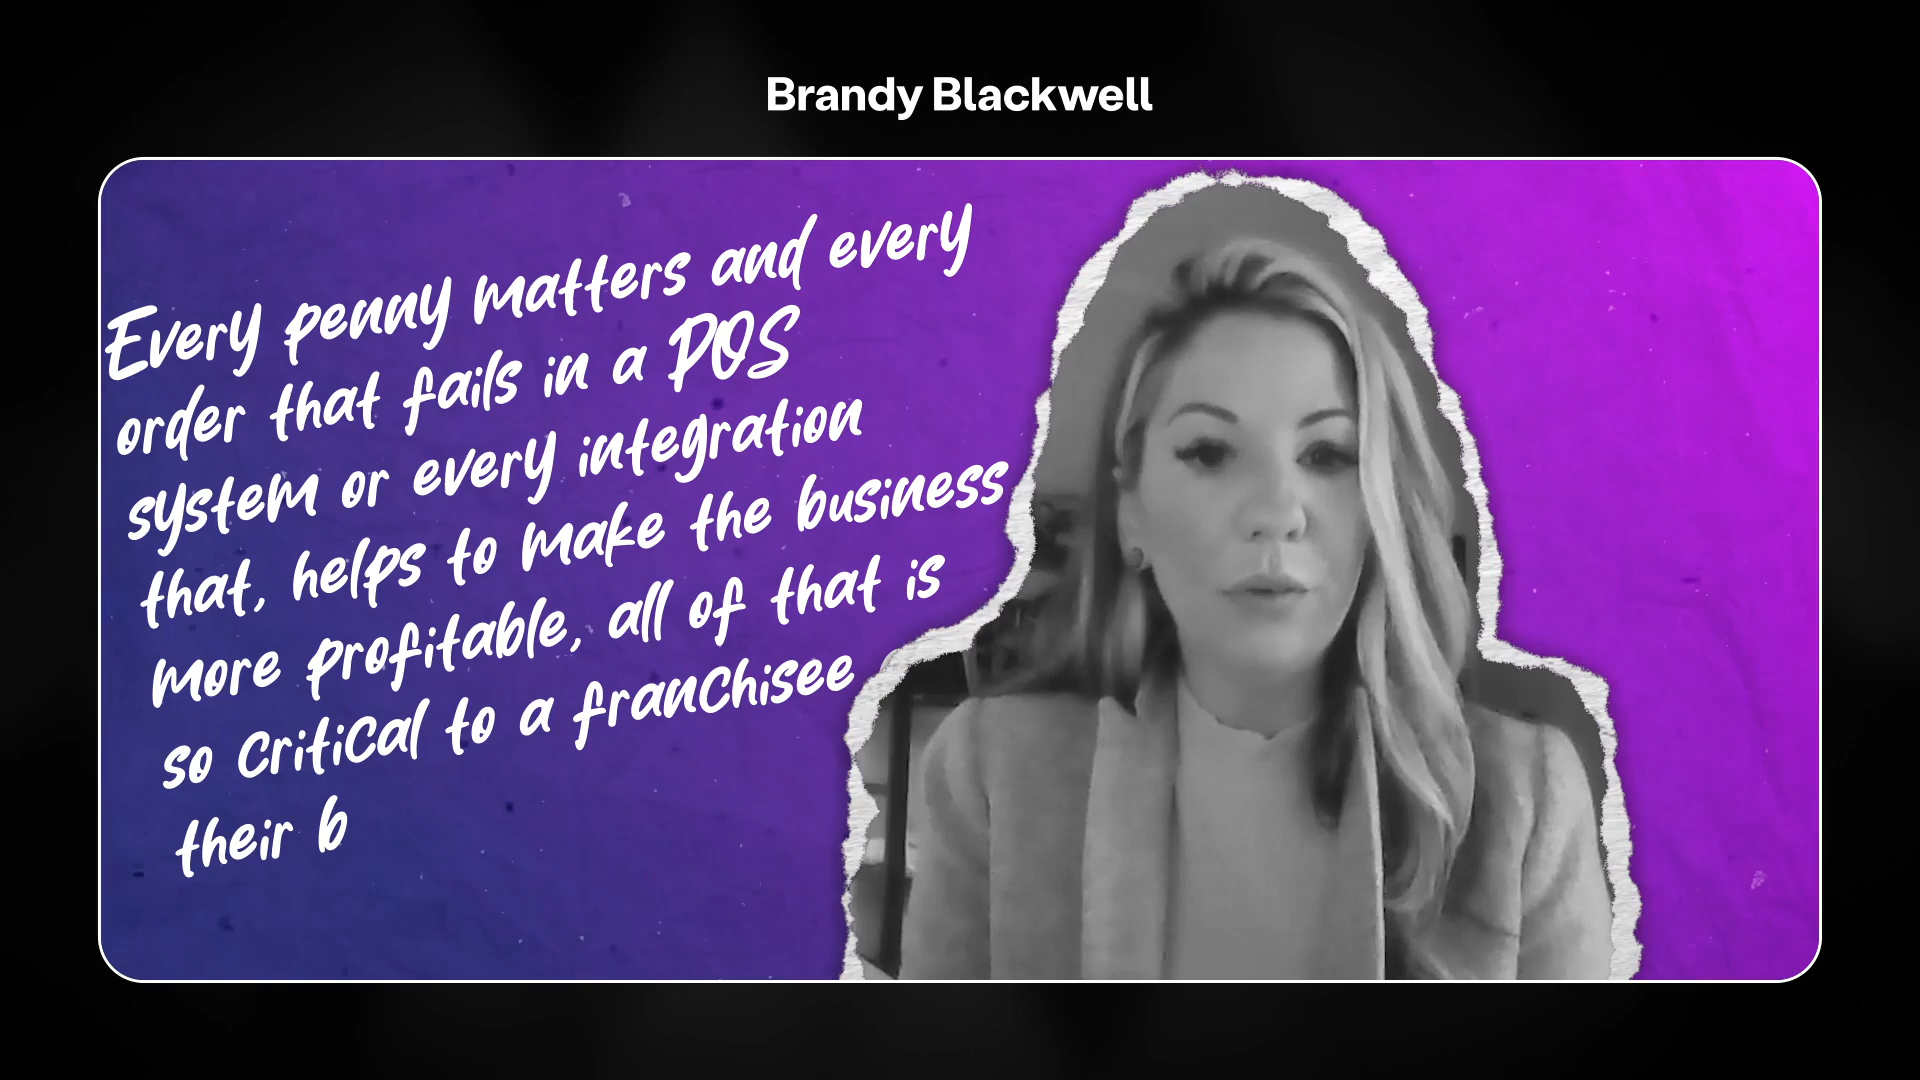 Brandy Blackwell
Every penny matters and every
order that fails in a POS
system or every integration
that, helps to make the business
more profitable, all of that is
so critical to a franchisee
their b